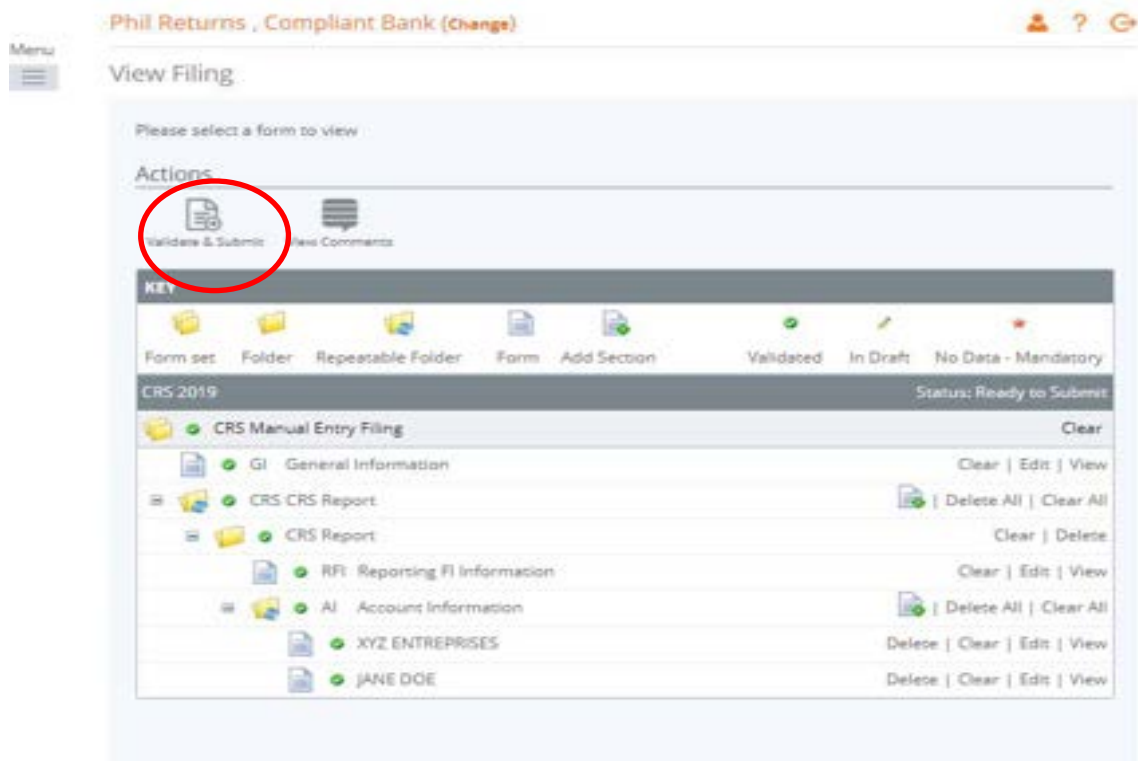 Phil Returns , Compliant Bank (Change) ?
Menu
View Filing
Please select a form to view
Actions
Validate & Submit View Comments
KEY
Form set Folder Repeatable Folder Form Add Section Validated In Draft No Data - Mandatory
CRS 2019 Status: Ready to Submit
CRS Manual Entry Filing Clear
GI General Information Clear | Edit | View
CRS CRS Report | Delete All | Clear All
CRS Report Clear | Delete
RFI Reporting FI Information Clear | Edit | View
AI Account Information | Delete All | Clear All
XYZ ENTREPRISES Delete | Clear | Edit | View
JANE DOE Delete | Clear | Edit | View